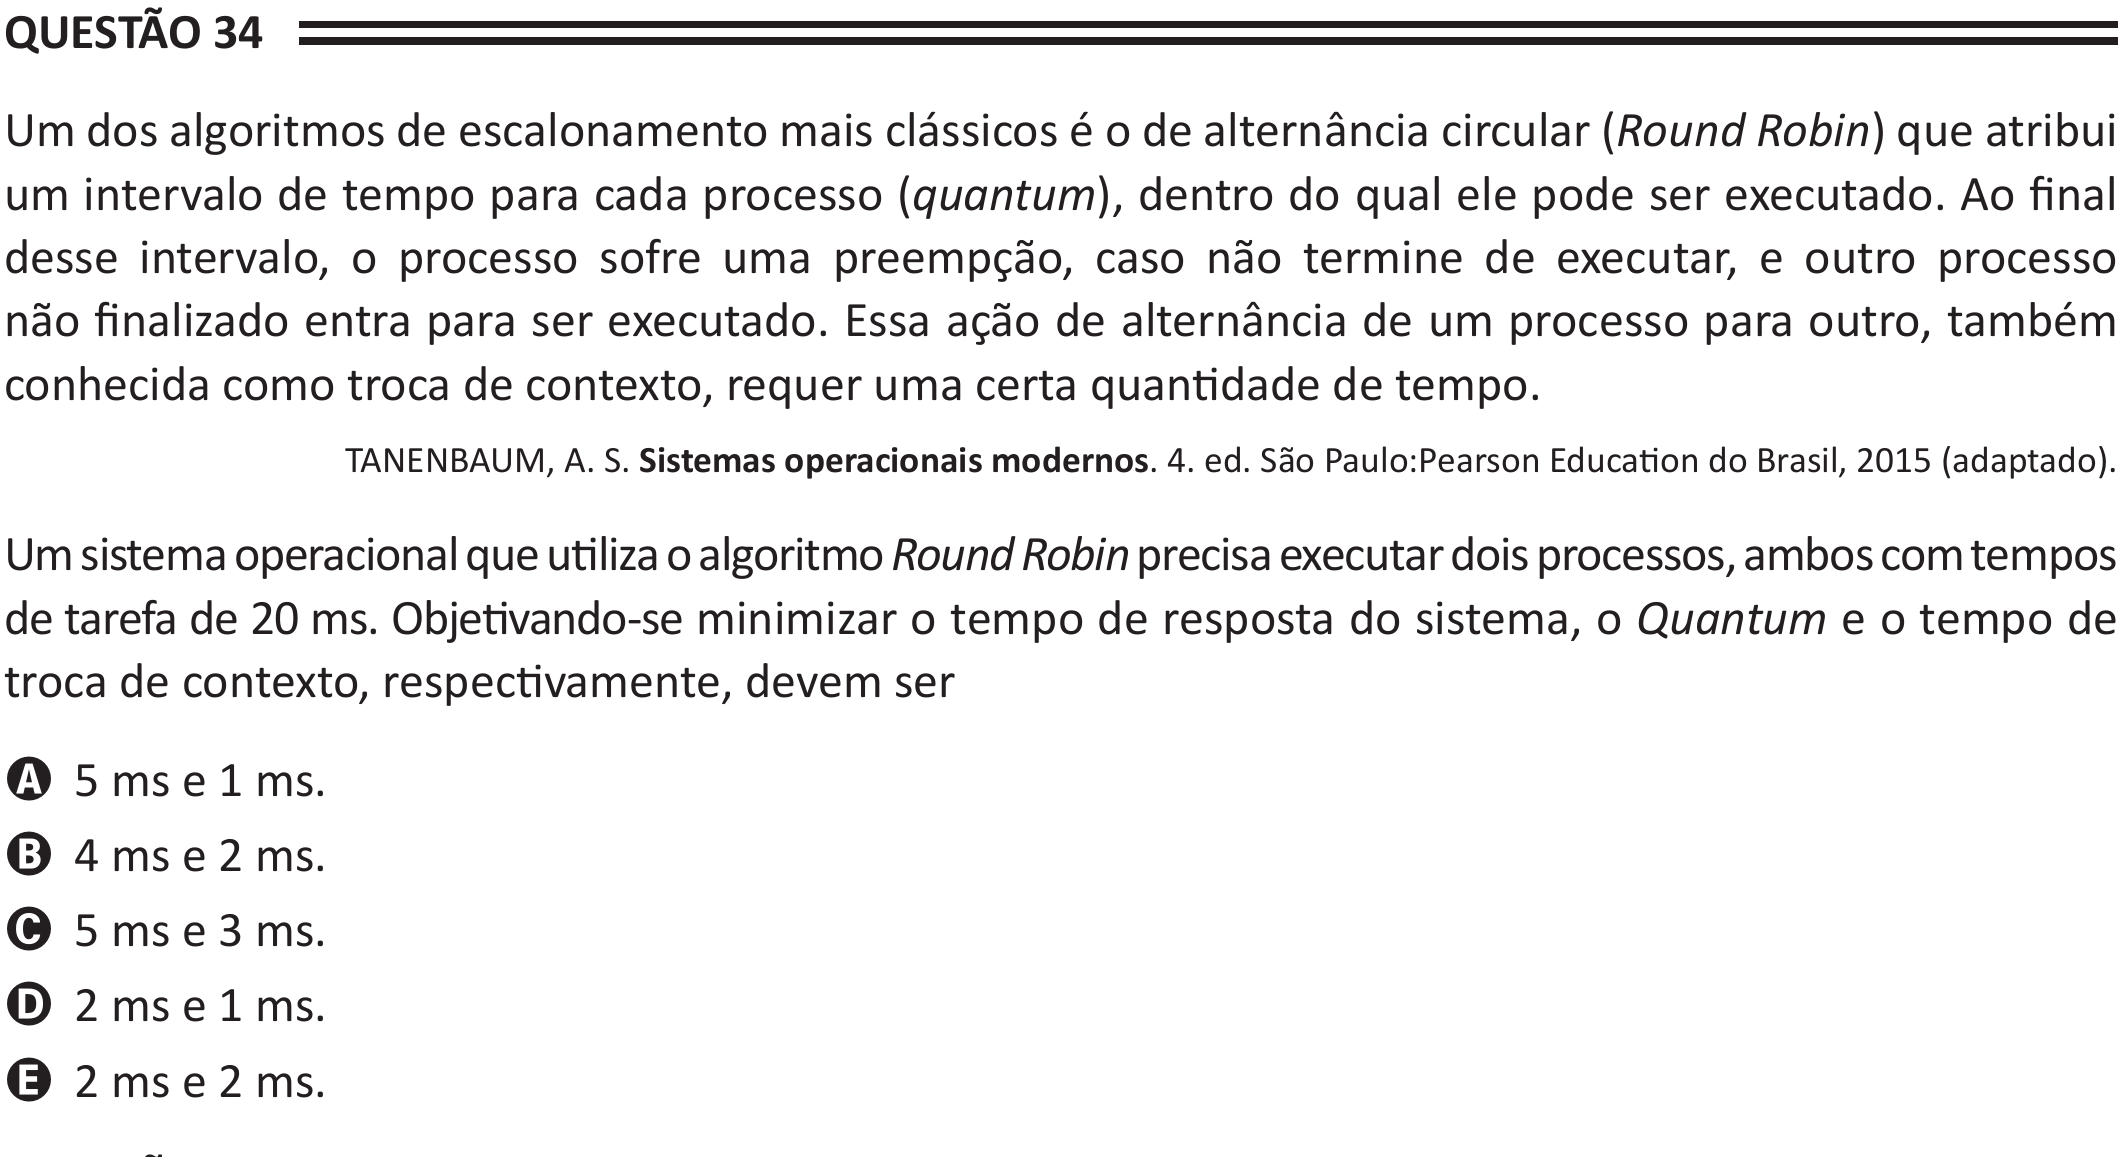 QUESTÃO 34
Um dos algoritmos de escalonamento mais clássicos é o de alternância circular (Round Robin) que atribui
um intervalo de tempo para cada processo (quantum), dentro do qual ele pode ser executado. Ao final
desse intervalo, o processo sofre uma preempção, caso não termine de executar, e outro processo
não finalizado entra para ser executado. Essa ação de alternância de um processo para outro, também
conhecida como troca de contexto, requer uma certa quantidade de tempo.
TANENBAUM, A. S. Sistemas operacionais modernos. 4. ed. São Paulo:Pearson Education do Brasil, 2015 (adaptado).
Um sistema operacional que utiliza o algoritmo Round Robin precisa executar dois processos, ambos com tempos
de tarefa de 20 ms. Objetivando-se minimizar o tempo de resposta do sistema, o Quantum e o tempo de
troca de contexto, respectivamente, devem ser
A 5 ms e 1 ms.
B 4 ms e 2 ms.
C 5 ms e 3 ms.
D 2 ms e 1 ms.
E 2 ms e 2 ms.